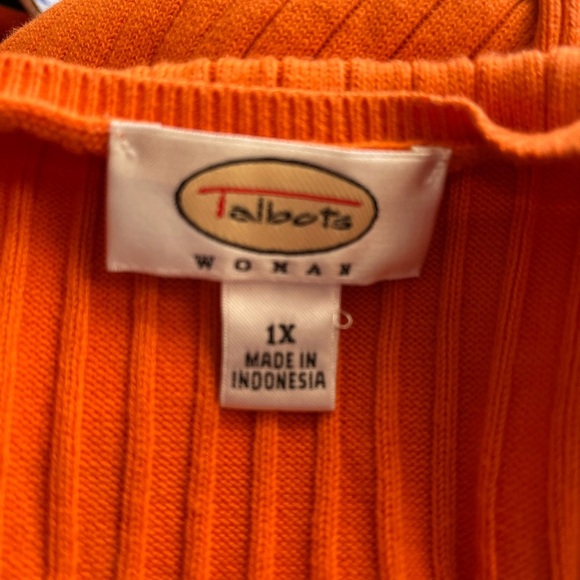 Talbots
WOMAN
1X
MADE IN
INDONESIA